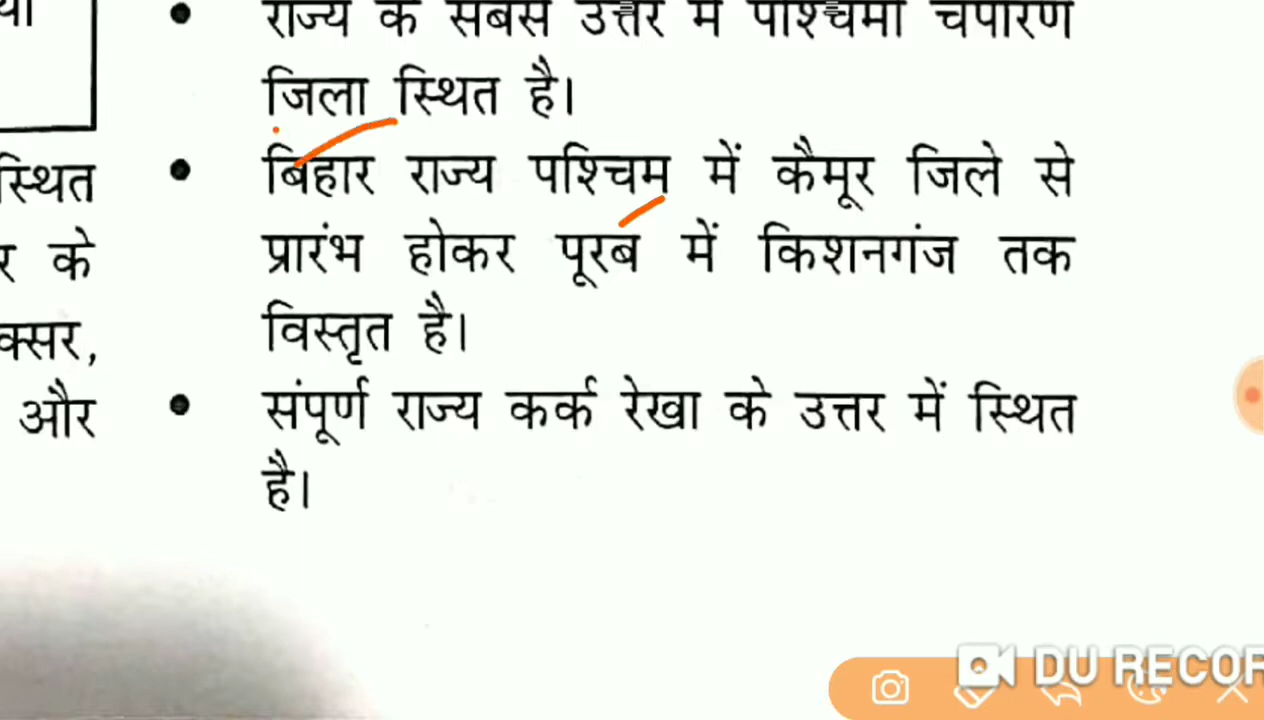 राज्य के सबसे उत्तर में पश्चिमी चंपारण
जिला स्थित है।
बिहार राज्य पश्चिम में कैमूर जिले से
प्रारंभ होकर पूरब में किशनगंज तक
विस्तृत है।
संपूर्ण राज्य कर्क रेखा के उत्तर में स्थित
है।
स्थित
के
क्सर,
और
DU RECOR